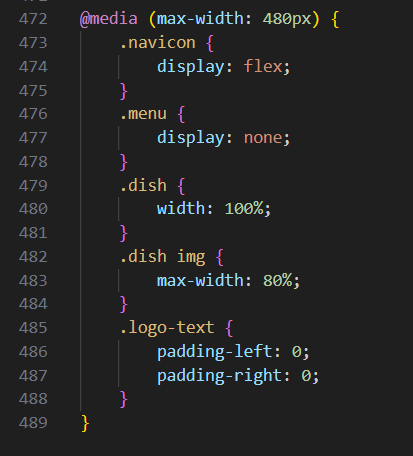 472 @media (max-width: 480px) {
473 .navicon {
474 display: flex;
475 }
476 .menu {
477 display: none;
478 }
479 .dish {
480 width: 100%;
481 }
482 .dish img {
483 max-width: 80%;
484 }
485 .logo-text {
486 padding-left: 0;
487 padding-right: 0;
488 }
489 }